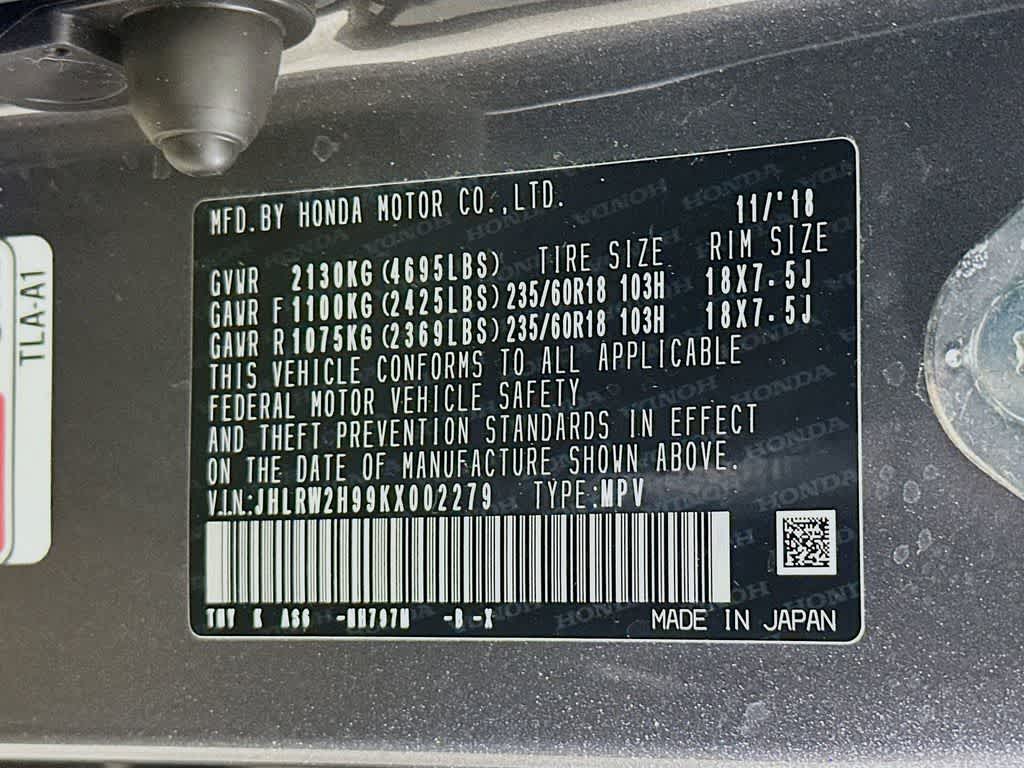 MFD.BY HONDA MOTOR CO.,LTD. 11/'18
GVWR 2130KG(4695LBS) TIRE SIZE RIM SIZE
GAWR F 1100KG(2425LBS) 235/60R18 103H 18X7.5J
GAWR R 1075KG(2369LBS) 235/60R18 103H 18X7.5J
THIS VEHICLE CONFORMS TO ALL APPLICABLE
FEDERAL MOTOR VEHICLE SAFETY
AND THEFT PREVENTION STANDARDS IN EFFECT
ON THE DATE OF MANUFACTURE SHOWN ABOVE.
V.I.N:JHLRW2H99KX002279 TYPE:MPV
K -B -X MADE IN JAPAN
TLA-A1